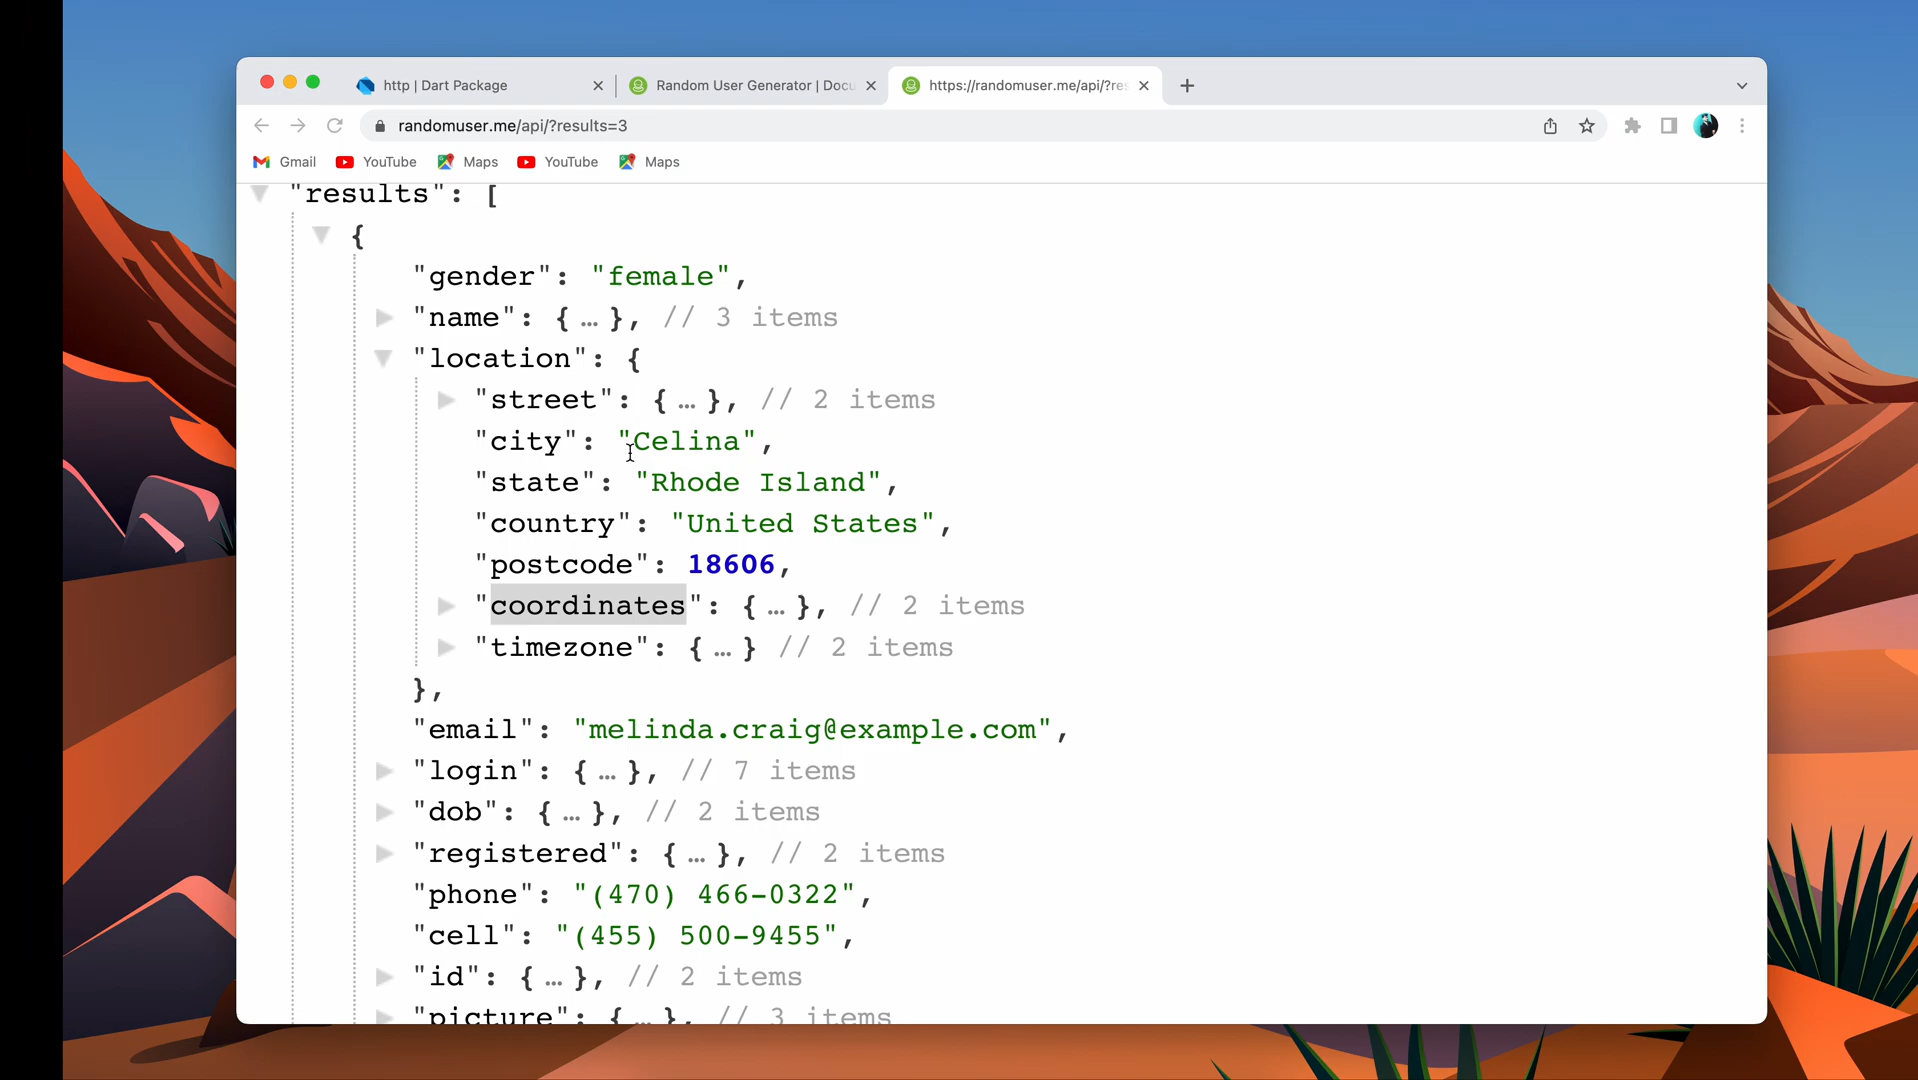 http | Dart Package
Random User Generator | Docu
https://randomuser.me/api/?res
randomuser.me/api/?results=3
Gmail YouTube Maps YouTube Maps
"results": [
{
"gender": "female",
"name": { … }, // 3 items
"location": {
"street": { … }, // 2 items
"city": "Celina",
"state": "Rhode Island",
"country": "United States",
"postcode": 18606,
"coordinates": { … }, // 2 items
"timezone": { … } // 2 items
},
"email": "melinda.craig@example.com",
"login": { … }, // 7 items
"dob": { … }, // 2 items
"registered": { … }, // 2 items
"phone": "(470) 466-0322",
"cell": "(455) 500-9455",
"id": { … }, // 2 items
"picture": { … }, // 3 items